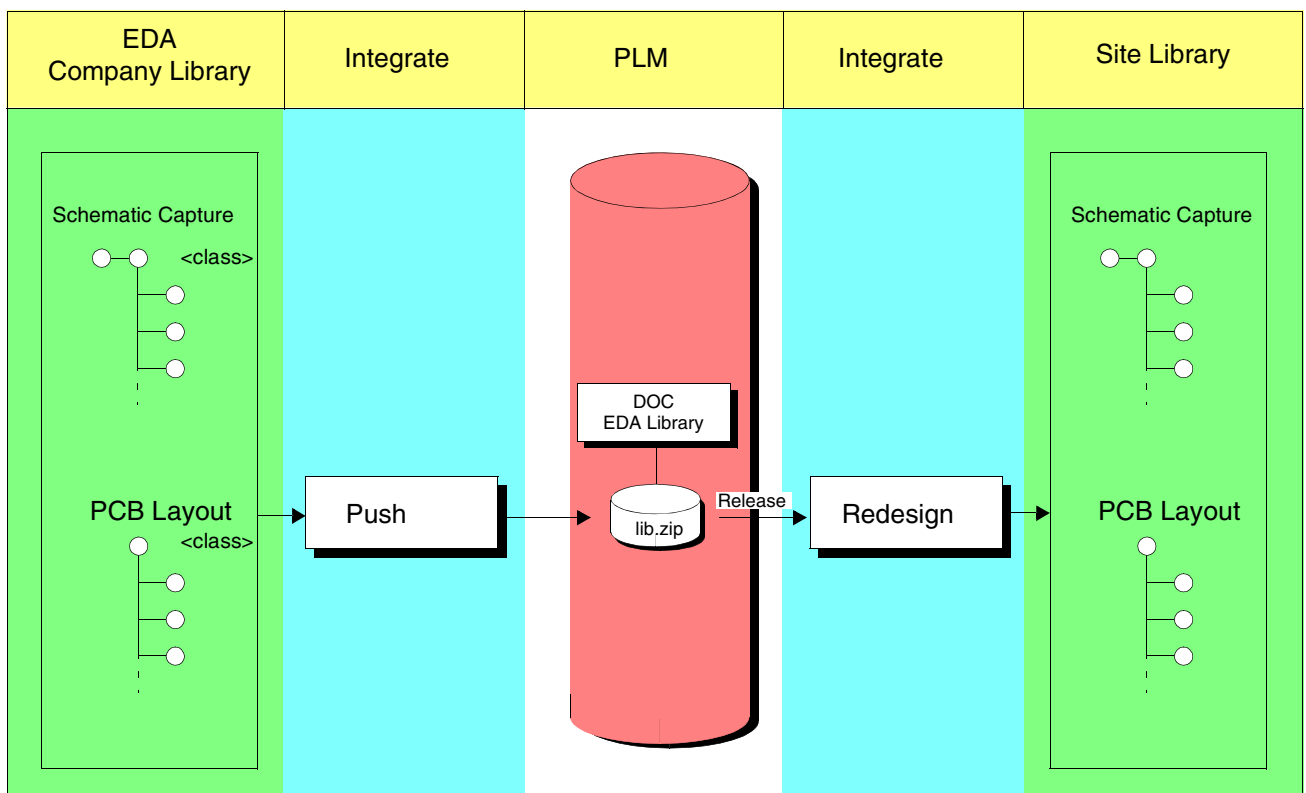 EDA
Company Library
Integrate
PLM
Integrate
Site Library
Schematic Capture
<class>
PCB Layout
<class>
Push
DOC
EDA Library
lib.zip
Release
Redesign
Schematic Capture
PCB Layout